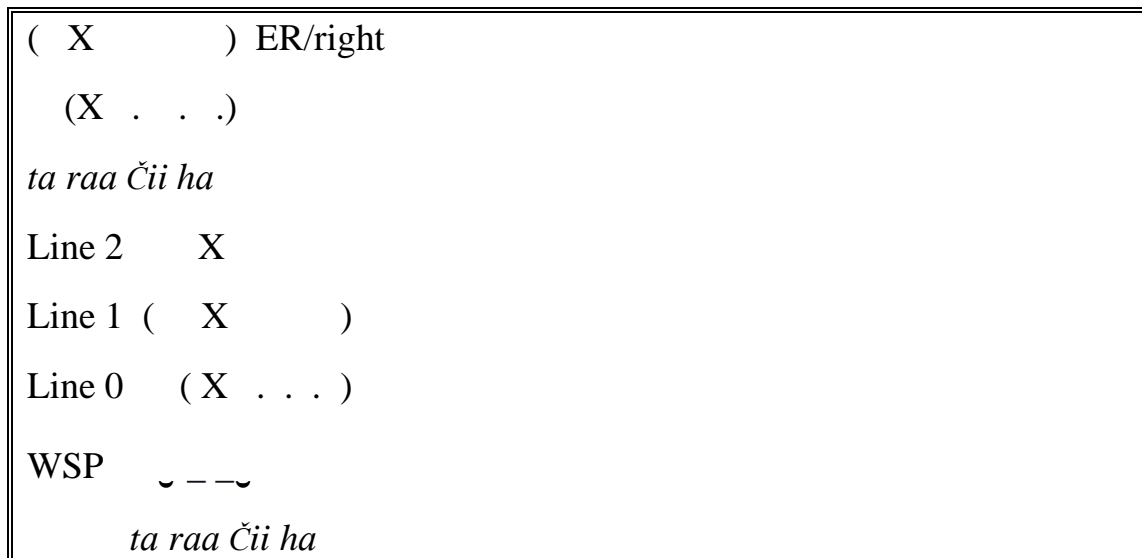 ( X ) ER/right
(X . . .)
ta raa Čii ha
Line 2 X
Line 1 ( X )
Line 0 ( X . . . )
WSP ˘ – –˘
ta raa Čii ha